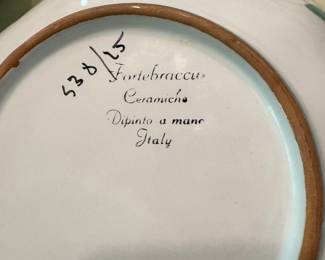 538/25
Fortebraccio
Ceramiche
Dipinto a mano
Italy